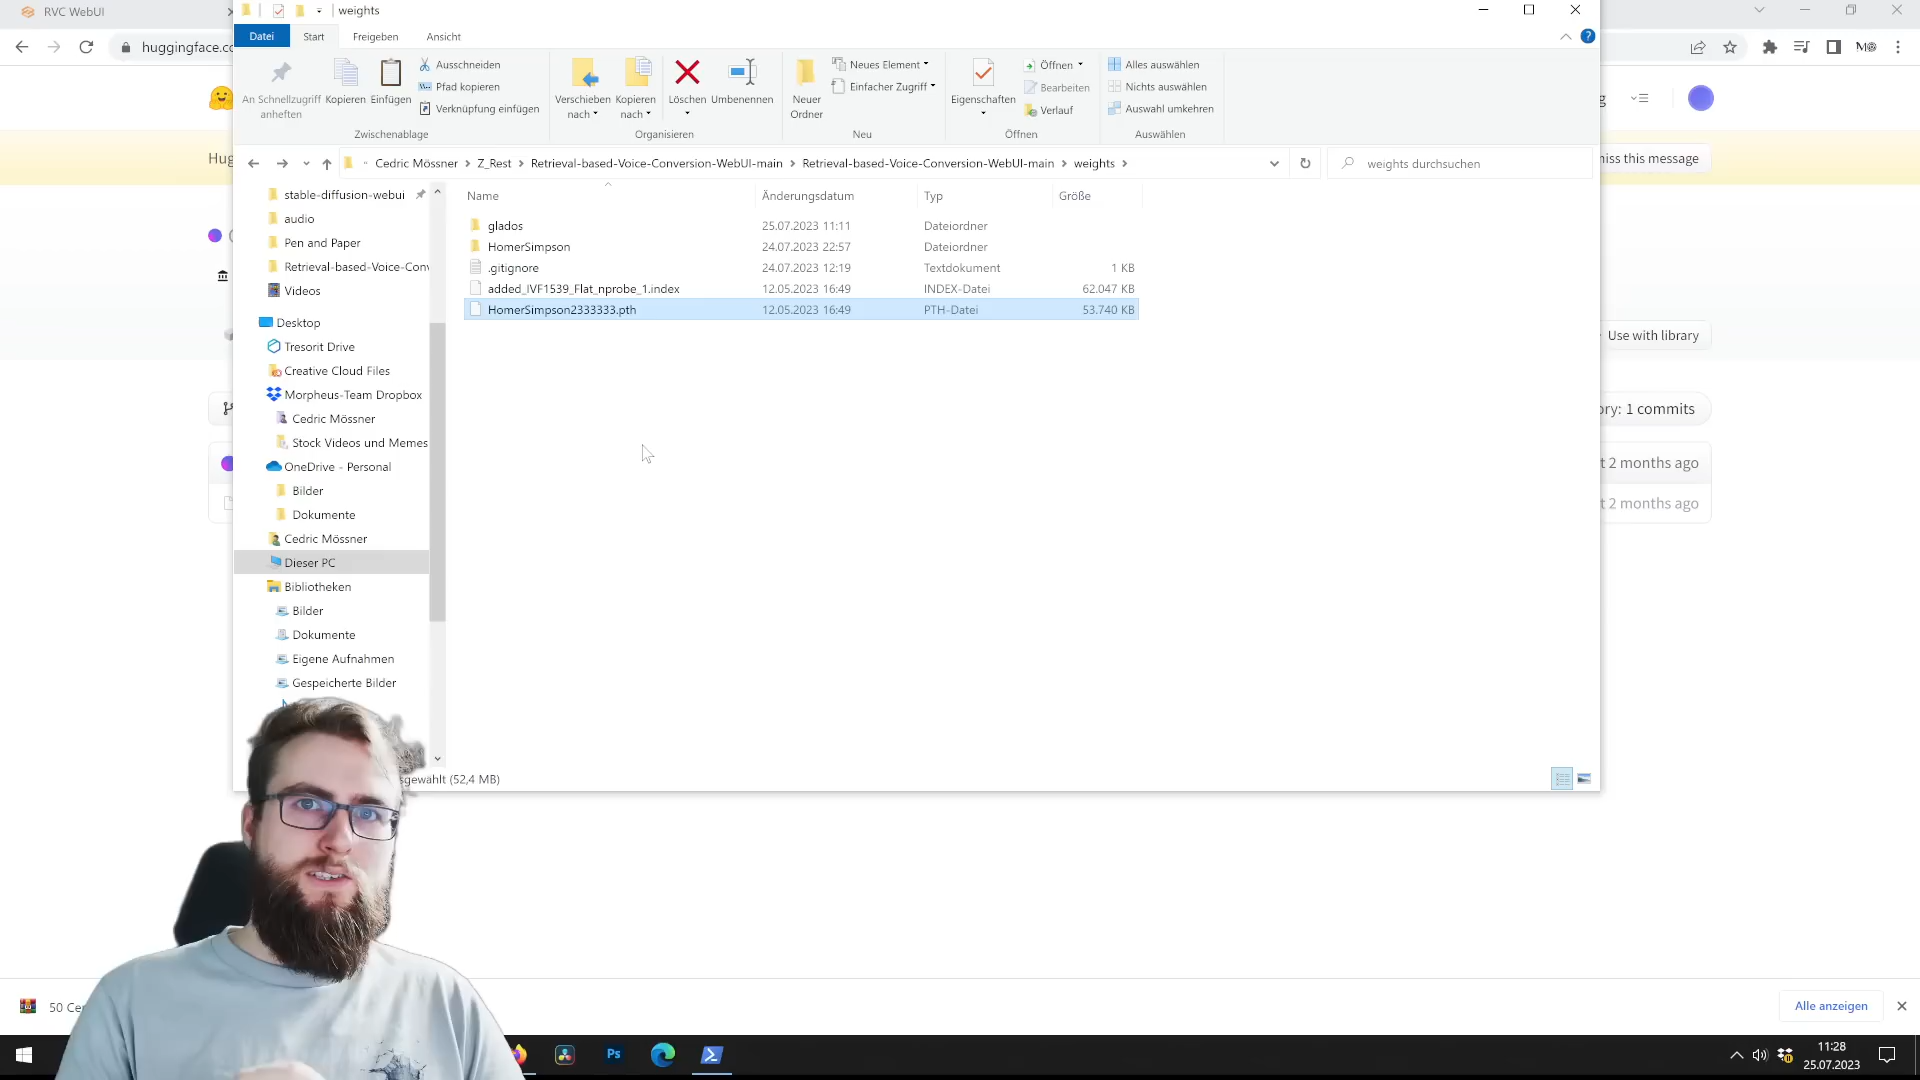 RVC WebUI
weights
huggingface.co
Datei
Start
Freigeben
Ansicht
An Schnellzugriff
anheften
Kopieren
Einfügen
Ausschneiden
Pfad kopieren
Verknüpfung einfügen
Zwischenablage
Verschieben
nach
Kopieren
nach
Löschen
Umbenennen
Organisieren
Neuer
Ordner
Neues Element
Einfacher Zugriff
Neu
Eigenschaften
Öffnen
Bearbeiten
Verlauf
Öffnen
Alles auswählen
Nichts auswählen
Auswahl umkehren
Auswählen
Hug
miss this message
Cedric Mössner
Z_Rest
Retrieval-based-Voice-Conversion-WebUI-main
Retrieval-based-Voice-Conversion-WebUI-main
weights
weights durchsuchen
Name
Änderungsdatum
Typ
Größe
glados
25.07.2023 11:11
Dateiordner
HomerSimpson
24.07.2023 22:57
Dateiordner
.gitignore
24.07.2023 12:19
Textdokument
1 KB
added_IVF1539_Flat_nprobe_1.index
12.05.2023 16:49
INDEX-Datei
62.047 KB
HomerSimpson2333333.pth
12.05.2023 16:49
PTH-Datei
53.740 KB
stable-diffusion-webui
audio
Pen and Paper
Retrieval-based-Voice-Conv
Videos
Desktop
Tresorit Drive
Creative Cloud Files
Morpheus-Team Dropbox
Cedric Mössner
Stock Videos und Memes
OneDrive - Personal
Bilder
Dokumente
Cedric Mössner
Dieser PC
Bibliotheken
Bilder
Dokumente
Eigene Aufnahmen
Gespeicherte Bilder
Use with library
ory: 1 commits
t 2 months ago
t 2 months ago
sgewählt (52,4 MB)
50 Ce
Alle anzeigen
Ps
11:28
25.07.2023